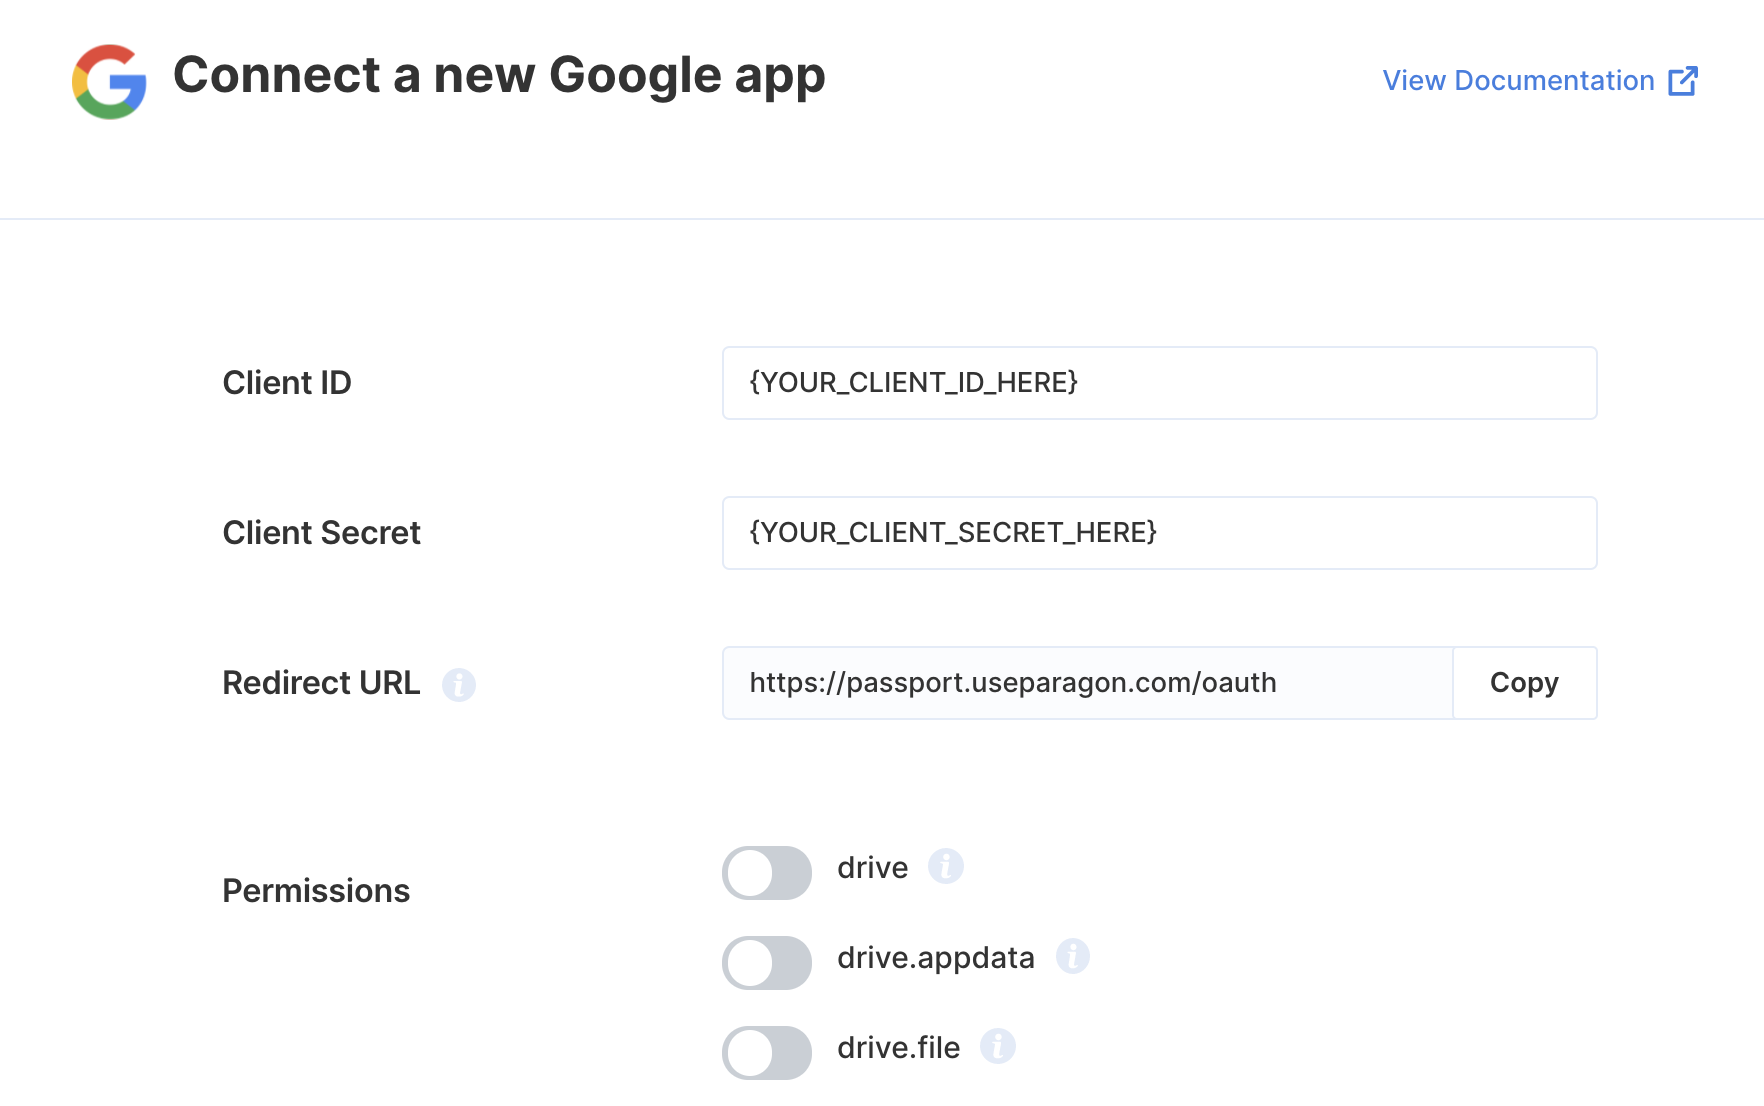 Connect a new Google app
View Documentation
Client ID
{YOUR_CLIENT_ID_HERE}
Client Secret
{YOUR_CLIENT_SECRET_HERE}
Redirect URL i
https://passport.useparagon.com/oauth
Copy
Permissions
drive i
drive.appdata i
drive.file i